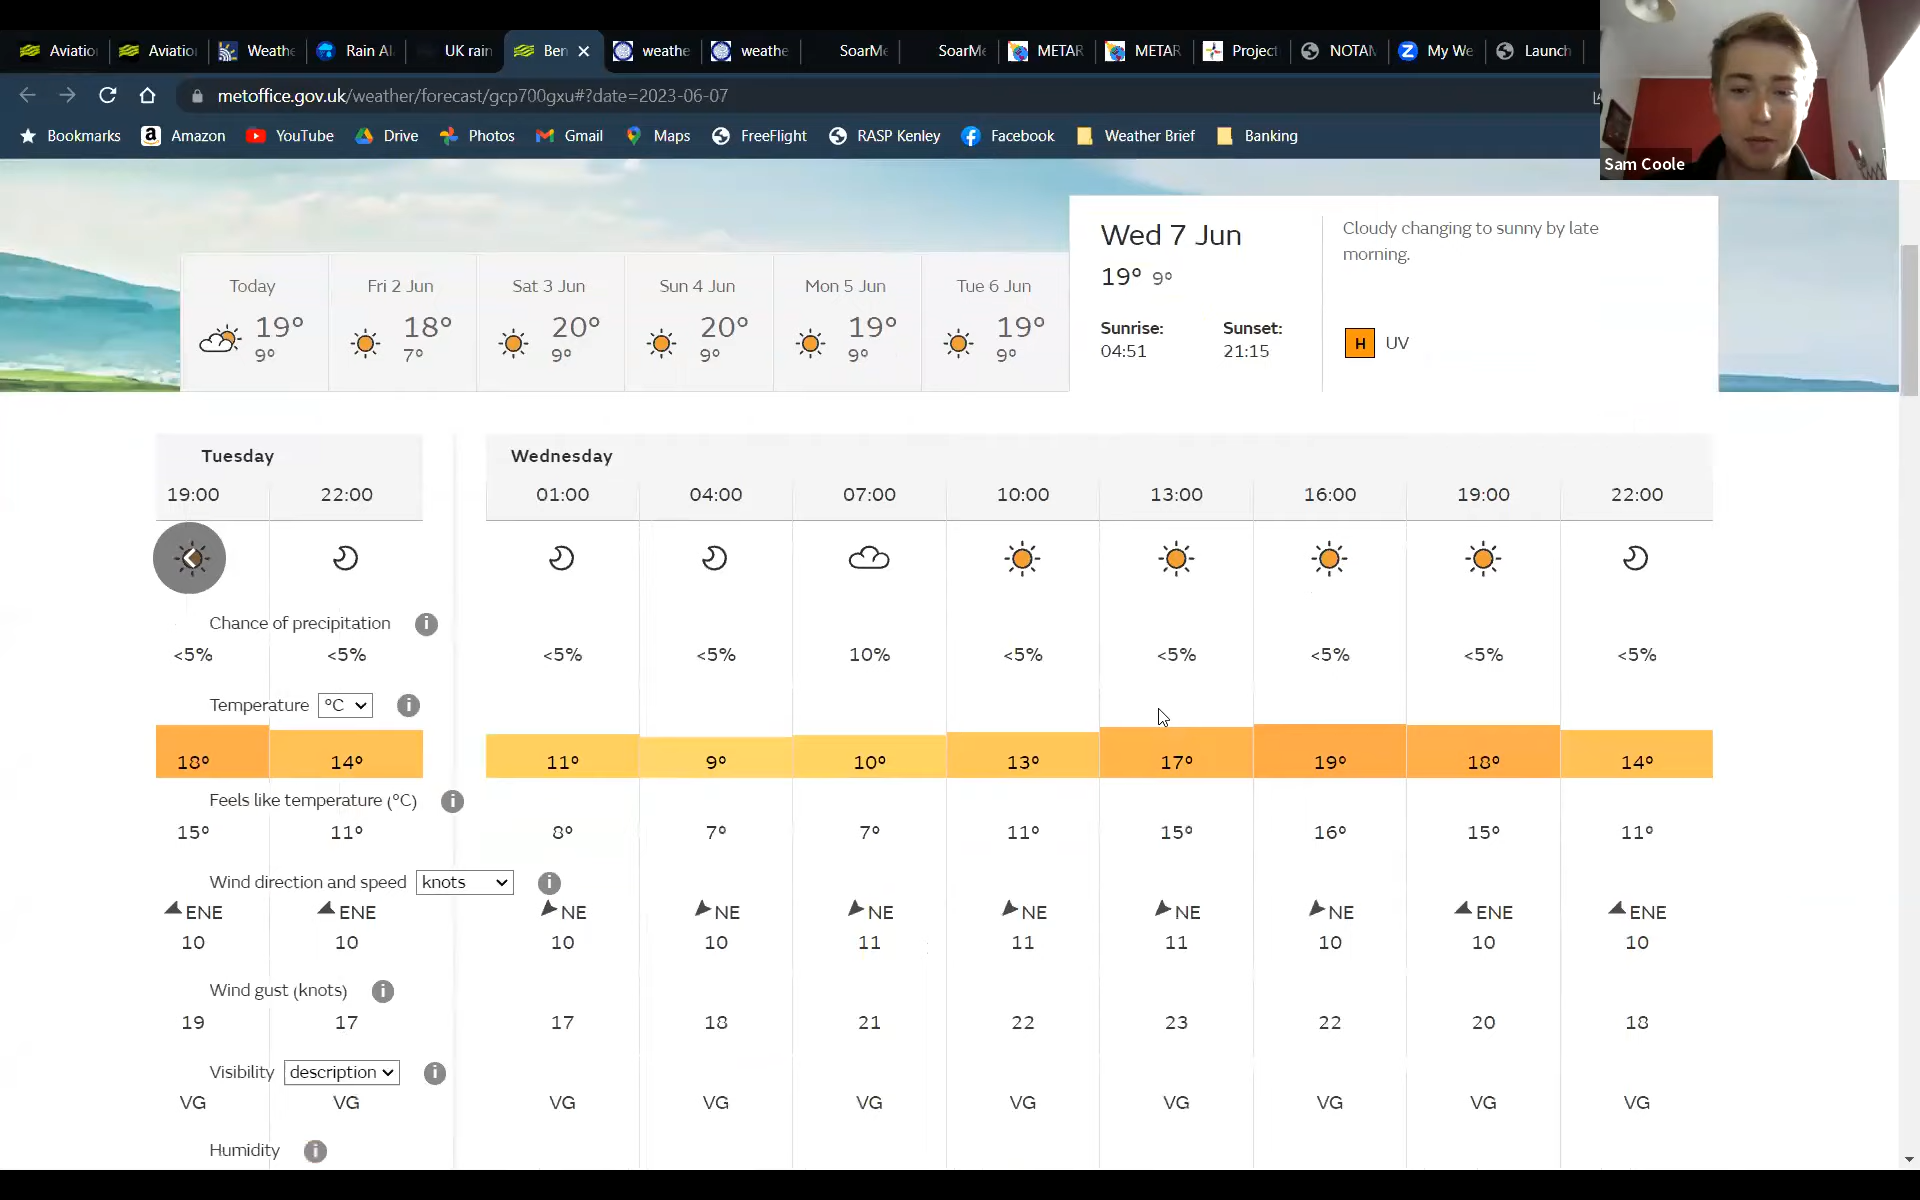 Aviatio Aviatio Weathe Rain Al UK rain Ben weathe weathe SoarMe SoarMe METAR METAR Project NOTAM My We Launch
metoffice.gov.uk/weather/forecast/gcp700gxu#?date=2023-06-07
Bookmarks Amazon YouTube Drive Photos Gmail Maps FreeFlight RASP Kenley Facebook Weather Brief Banking
Sam Coole
Today Fri 2 Jun Sat 3 Jun Sun 4 Jun Mon 5 Jun Tue 6 Jun
19° 18° 20° 20° 19° 19°
9° 7° 9° 9° 9° 9°
Wed 7 Jun
19° 9°
Sunrise: Sunset:
04:51 21:15
Cloudy changing to sunny by late
morning.
H UV
Tuesday Wednesday
19:00 22:00 01:00 04:00 07:00 10:00 13:00 16:00 19:00 22:00
Chance of precipitation i
<5% <5% <5% <5% 10% <5% <5% <5% <5% <5%
Temperature °C i
18° 14° 11° 9° 10° 13° 17° 19° 18° 14°
Feels like temperature (°C) i
15° 11° 8° 7° 7° 11° 15° 16° 15° 11°
Wind direction and speed knots i
ENE ENE NE NE NE NE NE NE ENE ENE
10 10 10 10 11 11 11 10 10 10
Wind gust (knots) i
19 17 17 18 21 22 23 22 20 18
Visibility description i
VG VG VG VG VG VG VG VG VG VG
Humidity i